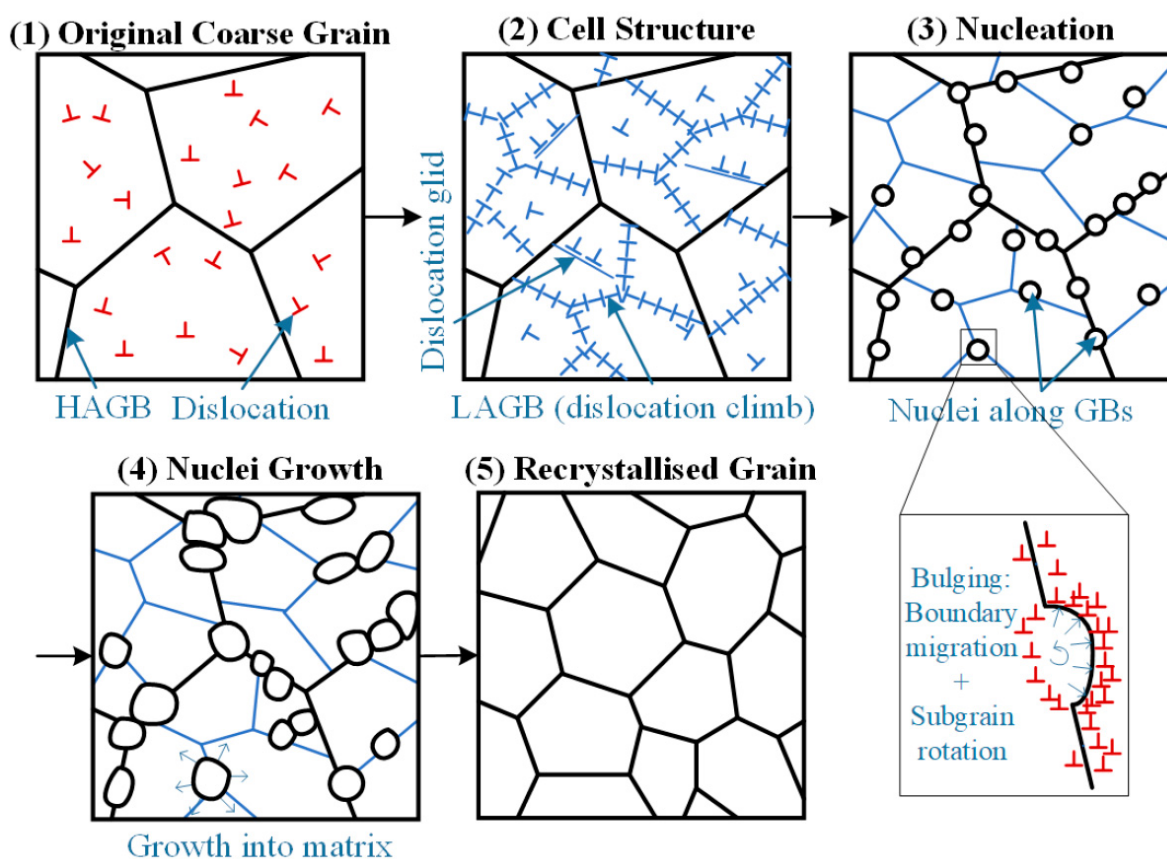 (1) Original Coarse Grain
(2) Cell Structure
(3) Nucleation
Dislocation glid
HAGB
Dislocation
LAGB (dislocation climb)
Nuclei along GBs
(4) Nuclei Growth
(5) Recrystallised Grain
Bulging:
Boundary
migration
+
Subgrain
rotation
Growth into matrix